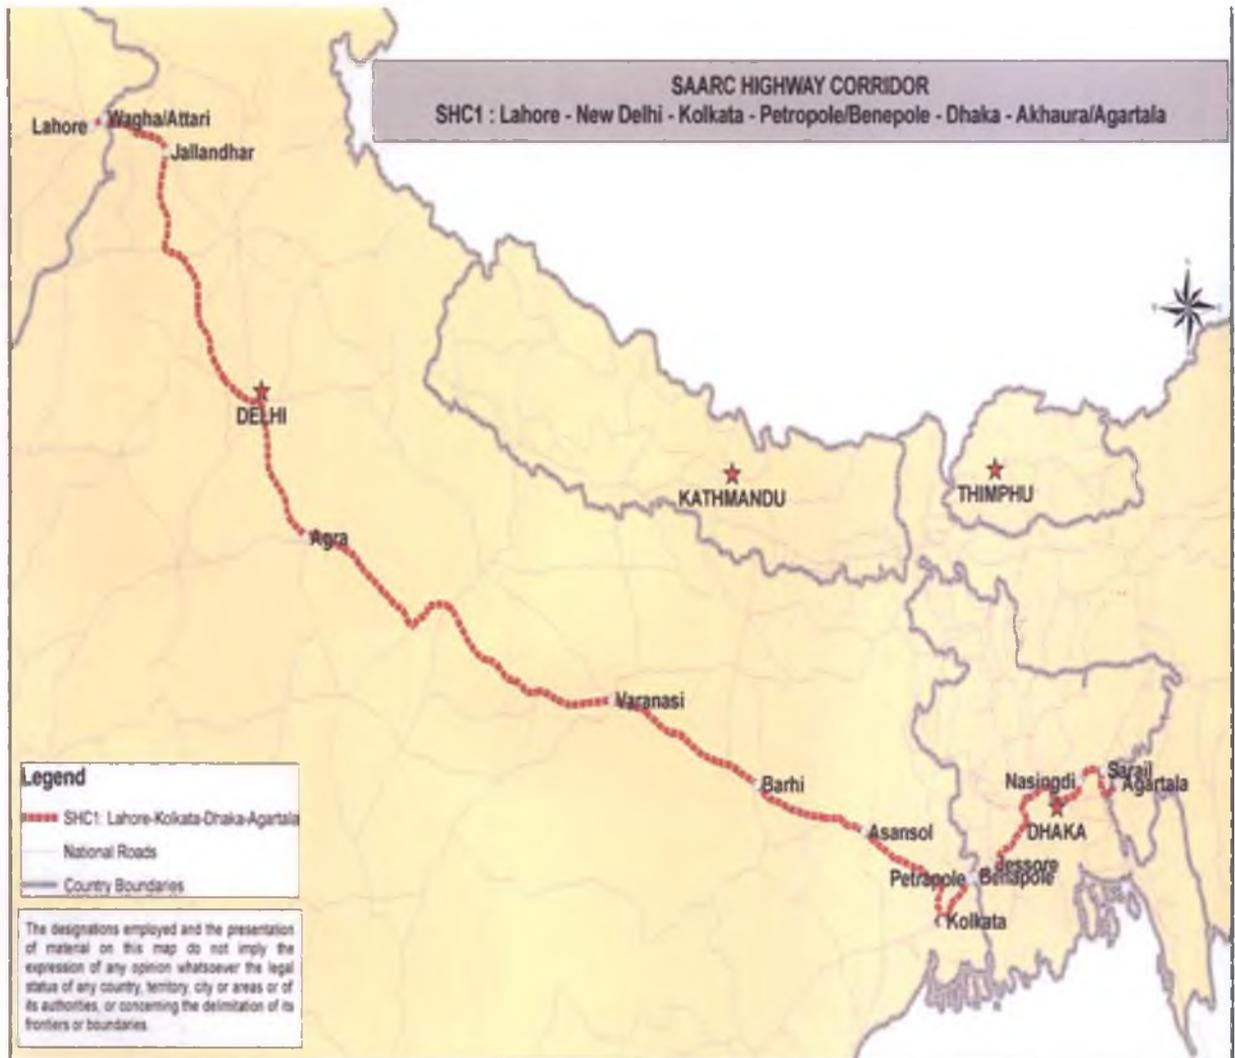 SAARC HIGHWAY CORRIDOR
SHC1 : Lahore - New Delhi - Kolkata - Petropole/Benepole - Dhaka - Akhaura/Agartala
Lahore
Wagha/Attari
Jallandhar
DELHI
KATHMANDU
THIMPHU
Agra
Varanasi
Barhi
Asansol
Nasingdi
Sarail
Agartala
DHAKA
Jessore
Petrapole
Benapole
Kolkata
Legend
SHC1: Lahore-Kolkata-Dhaka-Agartala
National Roads
Country Boundaries
The designations employed and the presentation
of material on this map do not imply the
expression of any opinion whatsoever the legal
status of any country, territory, city or areas or of
its authorities, or concerning the delimitation of its
frontiers or boundaries.